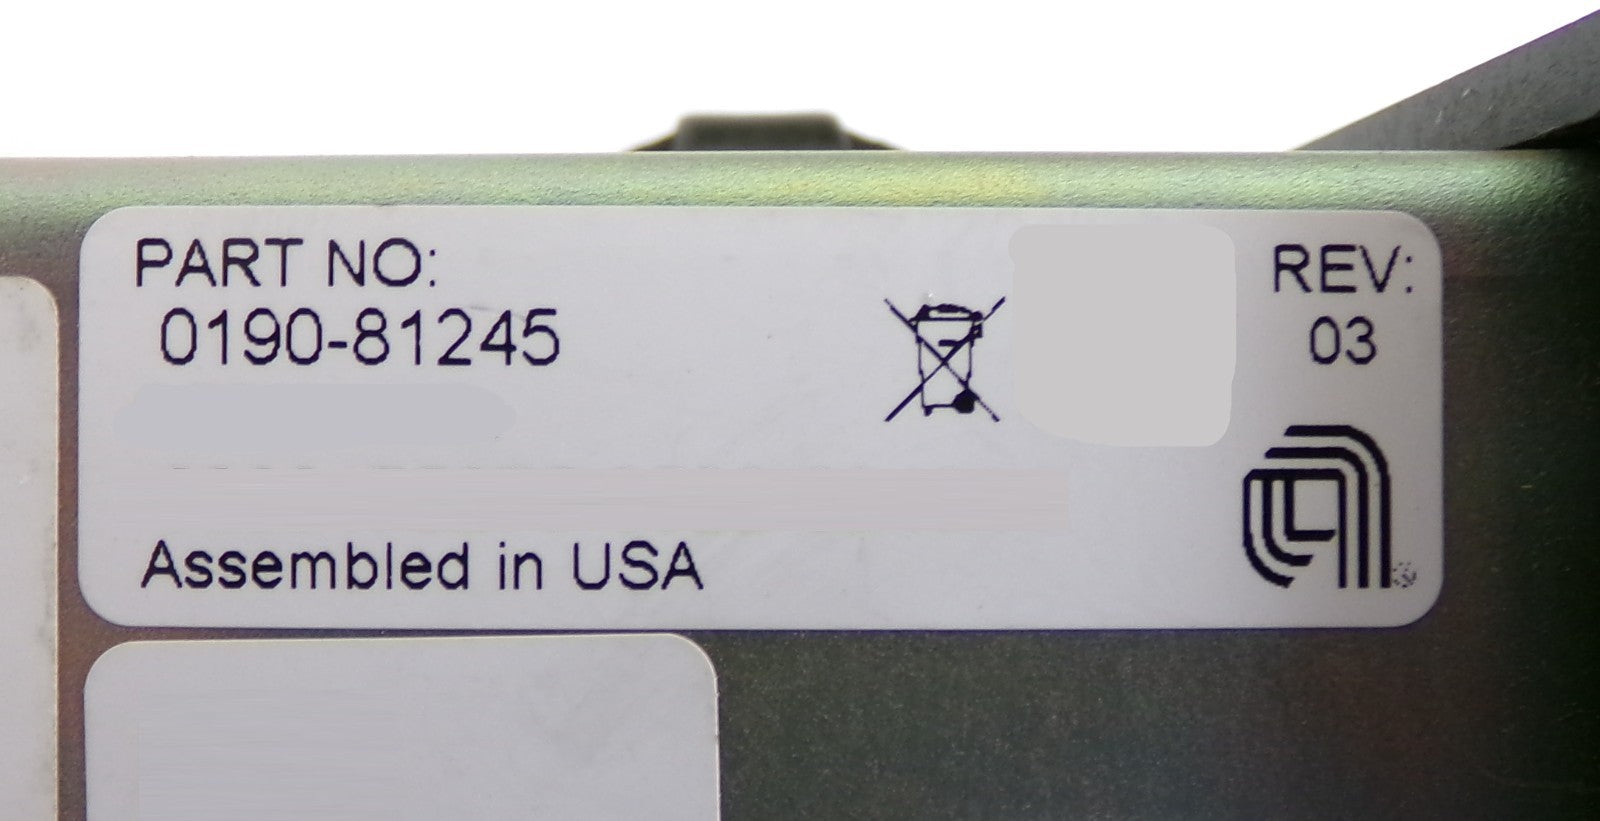 PART NO:
0190-81245
REV:
03
Assembled in USA